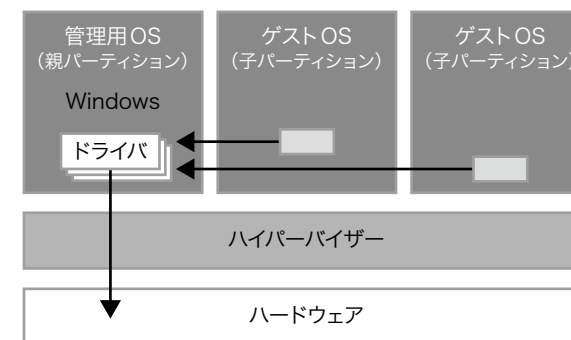 管理用OS
（親パーティション）
Windows
ドライバ
ゲストOS
（子パーティション）
ゲストOS
（子パーティション）
ハイパーバイザー
ハードウェア